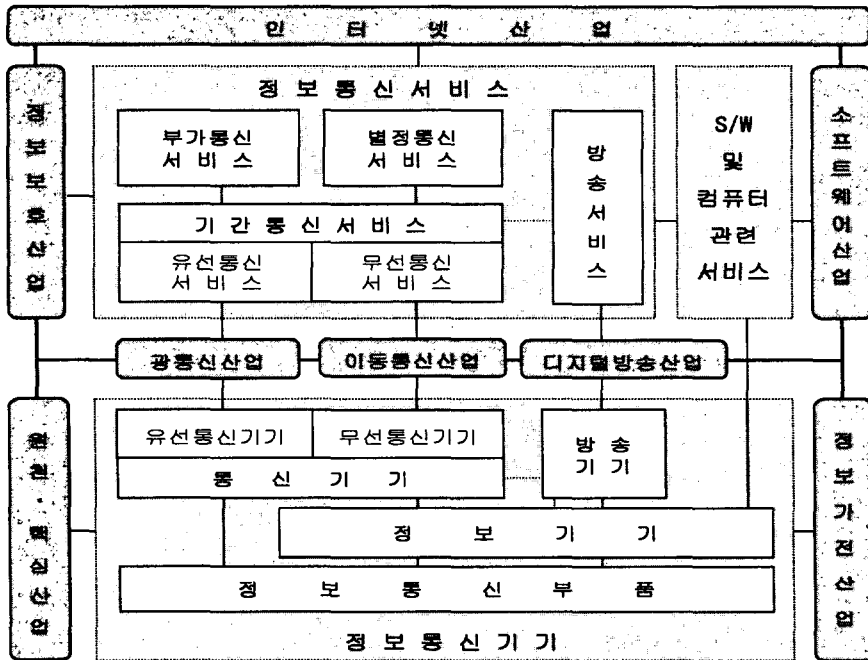 인 터 넷 산 업
정보보호산업
정 보 통 신 서 비 스
부가통신
서 비 스
별정통신
서 비 스
기 간 통 신 서 비 스
유선통신
서 비 스
무선통신
서 비 스
방송서비스
S/W
및
컴퓨터
관련
서비스
소프트웨어산업
광통신산업
이동통신산업
디지털방송산업
원천·핵심산업
유선통신기기
무선통신기기
통 신 기 기
방 송
기 기
정 보 기 기
정 보 통 신 부 품
정 보 통 신 기 기
정보가전산업